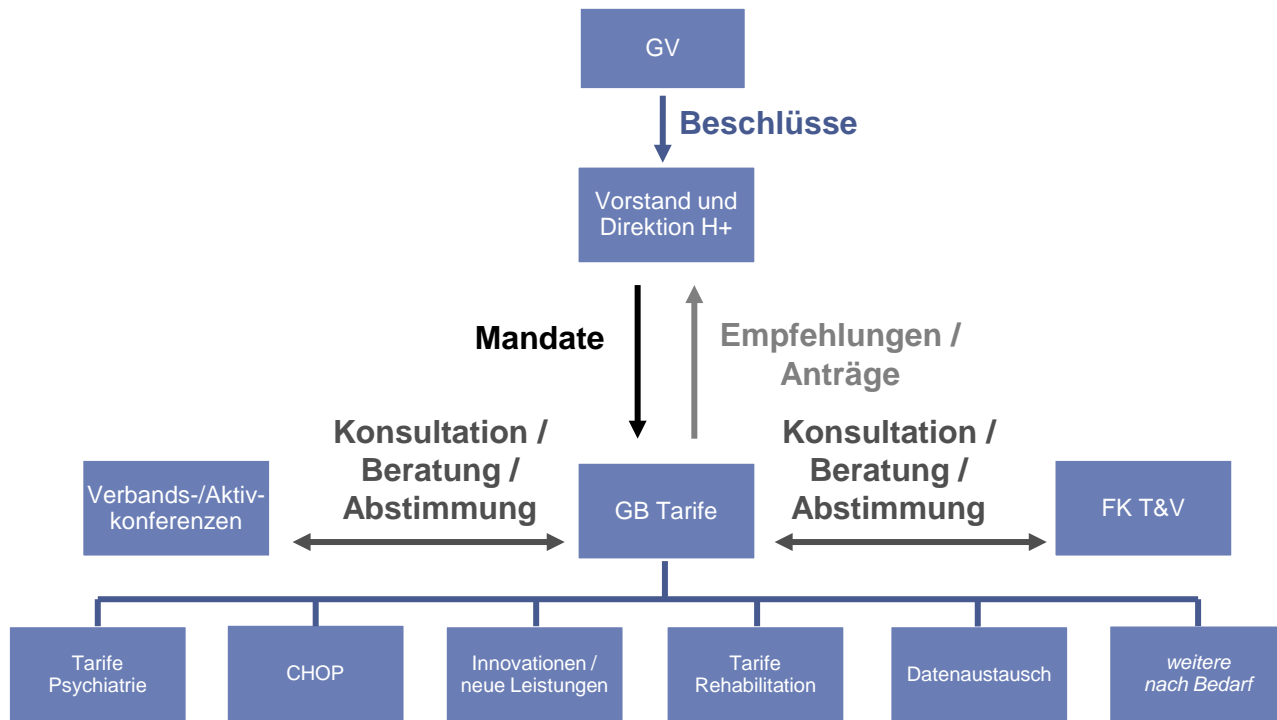 GV
Beschlüsse
Vorstand und
Direktion H+
Mandate
Empfehlungen /
Anträge
Konsultation /
Beratung /
Abstimmung
Konsultation /
Beratung /
Abstimmung
Verbands-/Aktiv-
konferenzen
GB Tarife
FK T&V
Tarife
Psychiatrie
CHOP
Innovationen /
neue Leistungen
Tarife
Rehabilitation
Datenaustausch
weitere
nach Bedarf